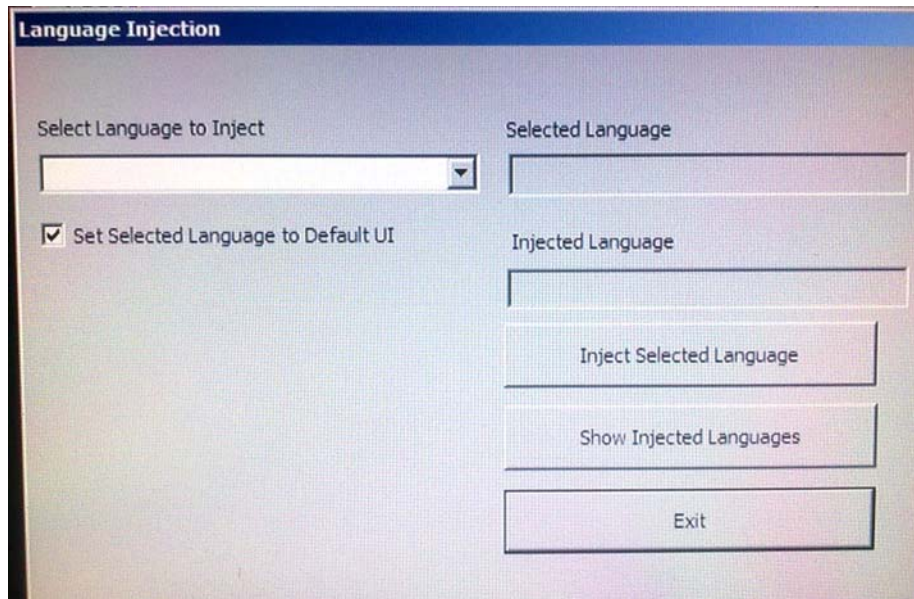 Language Injection
Select Language to Inject
Selected Language
Set Selected Language to Default UI
Injected Language
Inject Selected Language
Show Injected Languages
Exit